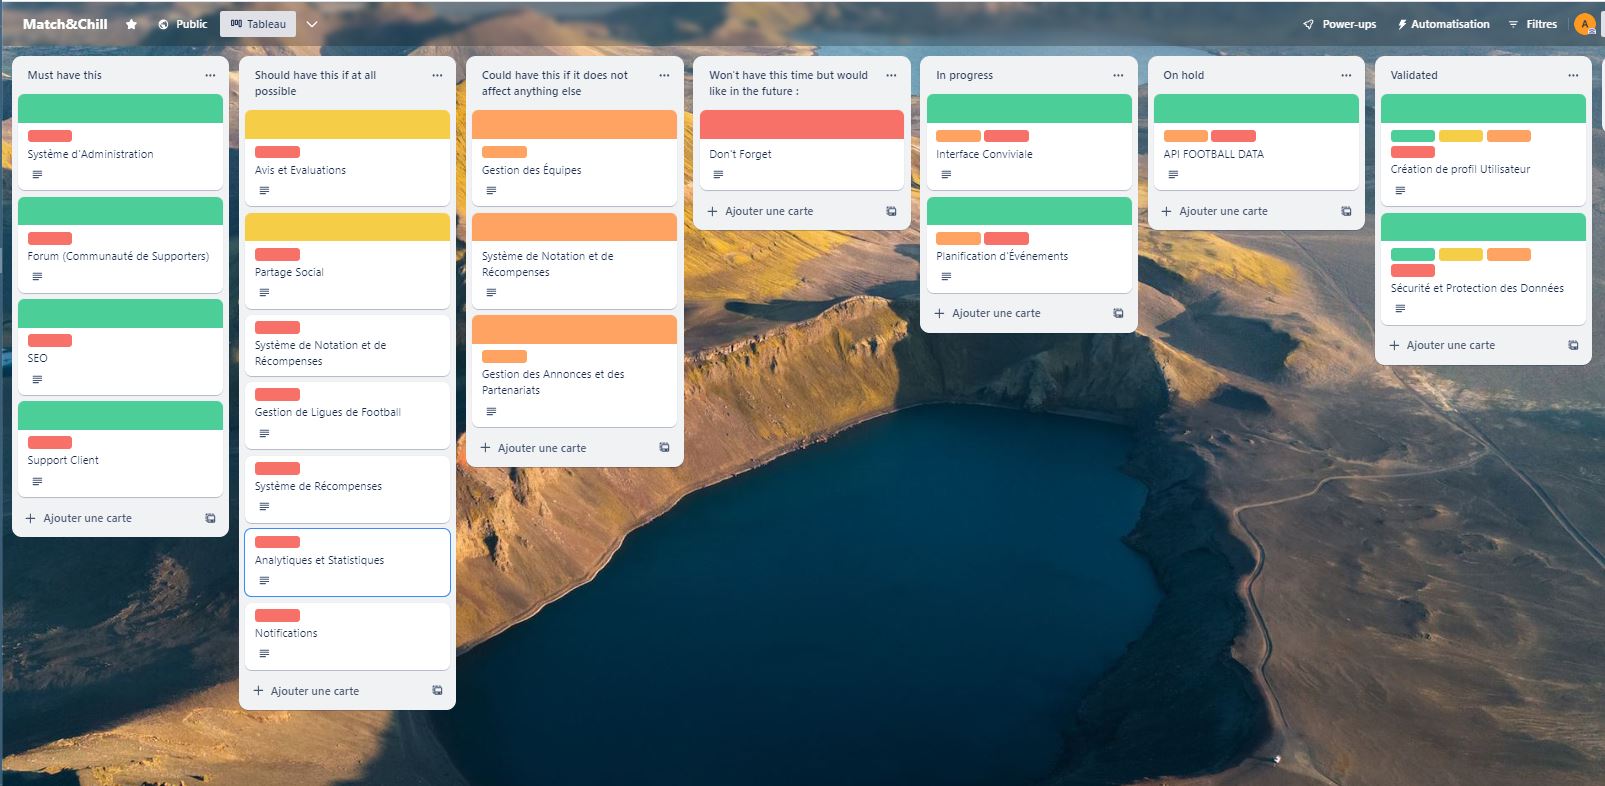 Match&Chill
Public
Tableau
Power-ups
Automatisation
Filtres
A
Must have this
Système d'Administration
Forum (Communauté de Supporters)
SEO
Support Client
Ajouter une carte
Should have this if at all
possible
Avis et Evaluations
Partage Social
Système de Notation et de
Récompenses
Gestion de Ligues de Football
Système de Récompenses
Analytiques et Statistiques
Notifications
Ajouter une carte
Could have this if it does not
affect anything else
Gestion des Équipes
Système de Notation et de
Récompenses
Gestion des Annonces et des
Partenariats
Ajouter une carte
Won't have this time but would
like in the future :
Don't Forget
Ajouter une carte
In progress
Interface Conviviale
Planification d'Événements
Ajouter une carte
On hold
API FOOTBALL DATA
Ajouter une carte
Validated
Création de profil Utilisateur
Sécurité et Protection des Données
Ajouter une carte